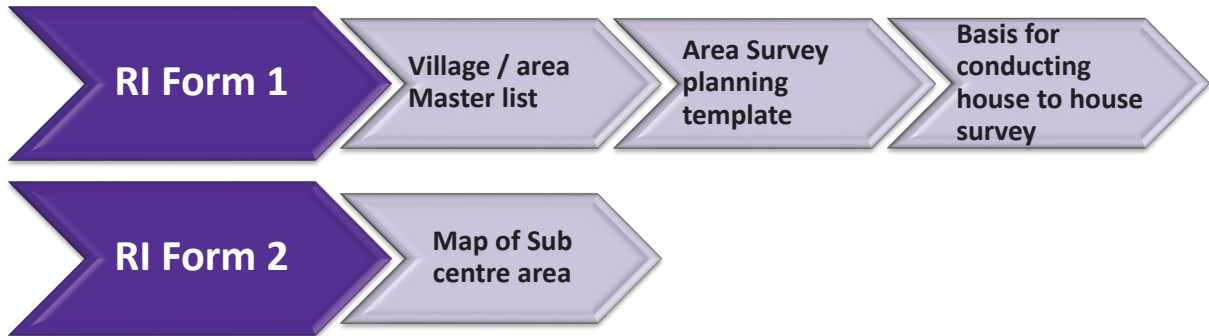 RI Form 1
Village / area
Master list
Area Survey
planning
template
Basis for
conducting
house to house
survey
RI Form 2
Map of Sub
centre area